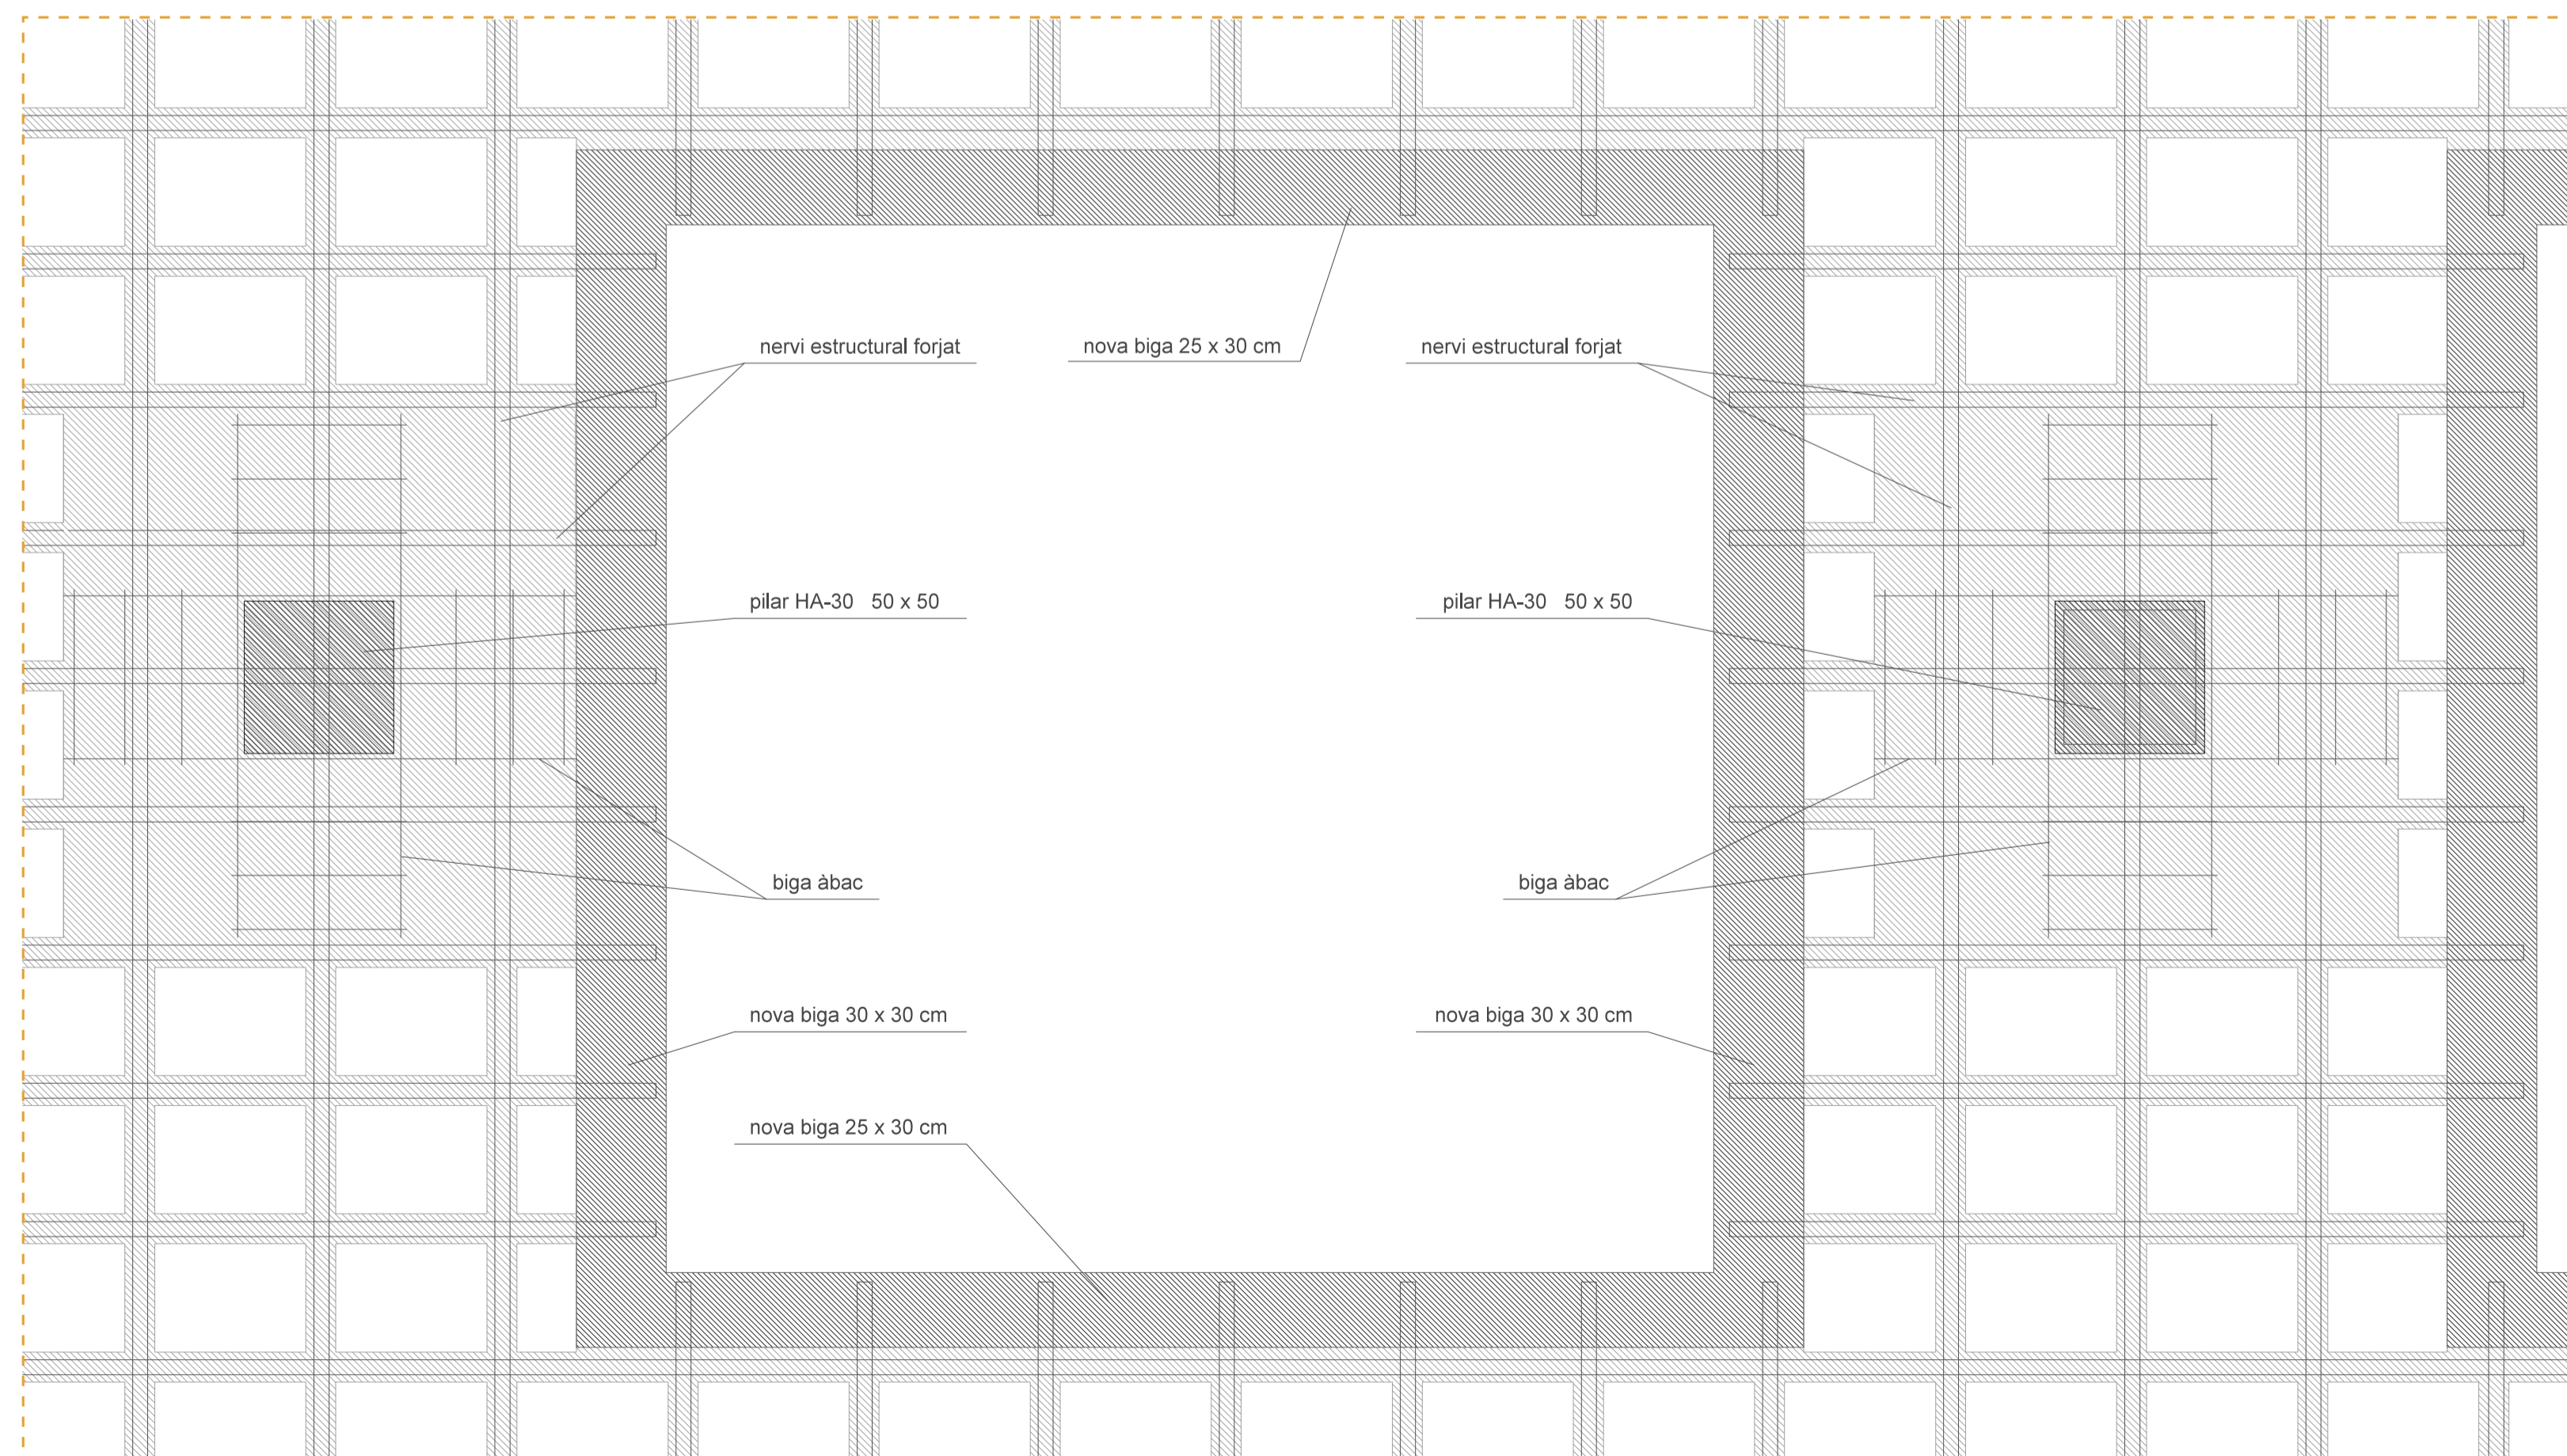 nervi estructural forjat
nova biga 25 x 30 cm
nervi estructural forjat
pilar HA-30 50 x 50
pilar HA-30 50 x 50
biga àbac
biga àbac
nova biga 30 x 30 cm
nova biga 30 x 30 cm
nova biga 25 x 30 cm